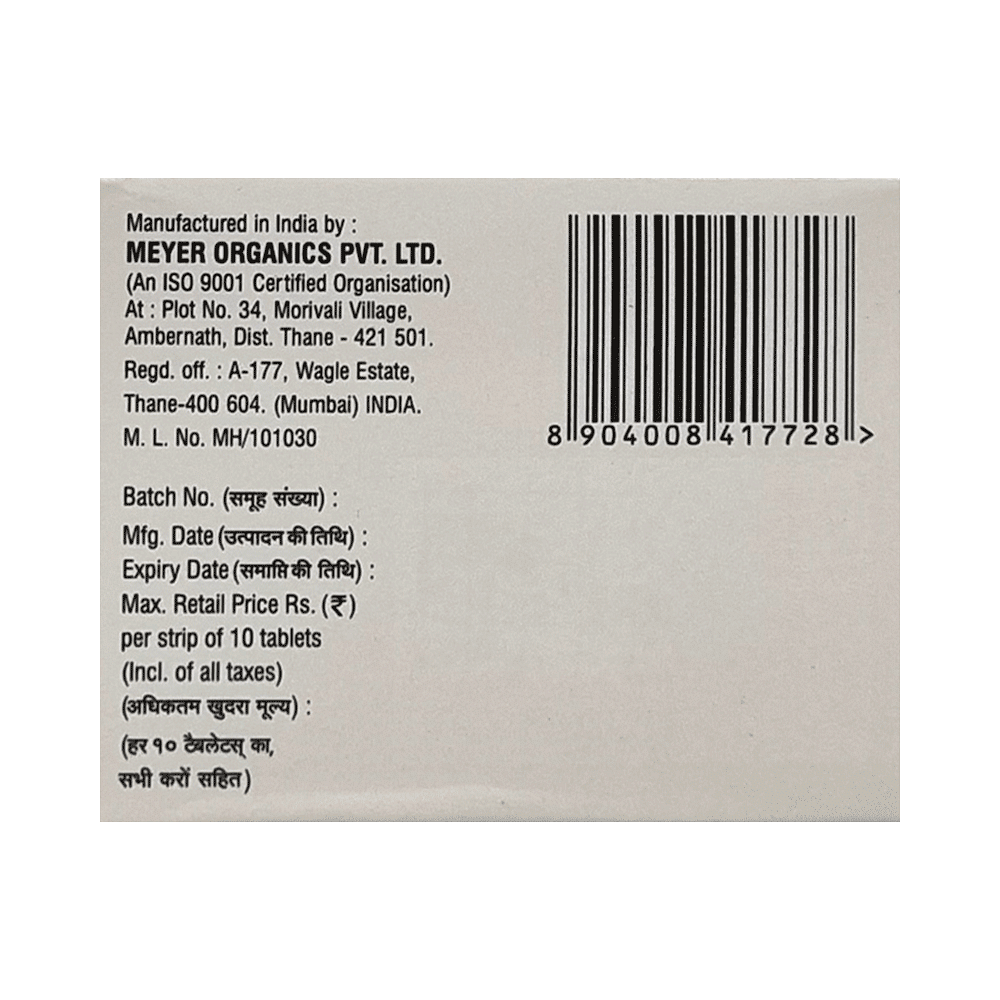 Manufactured in India by :
MEYER ORGANICS PVT. LTD.
(An ISO 9001 Certified Organisation)
At : Plot No. 34, Morivali Village,
Ambernath, Dist. Thane - 421 501.
Regd. off. : A-177, Wagle Estate,
Thane-400 604. (Mumbai) INDIA.
M. L. No. MH/101030
8 904008 417728 >
Batch No. (समूह संख्या) :
Mfg. Date (उत्पादन की तिथि) :
Expiry Date (समाप्ति की तिथि) :
Max. Retail Price Rs. (₹)
per strip of 10 tablets
(Incl. of all taxes)
(अधिकतम खुदरा मूल्य) :
(हर १० टैबलेटस् का,
सभी करों सहित)